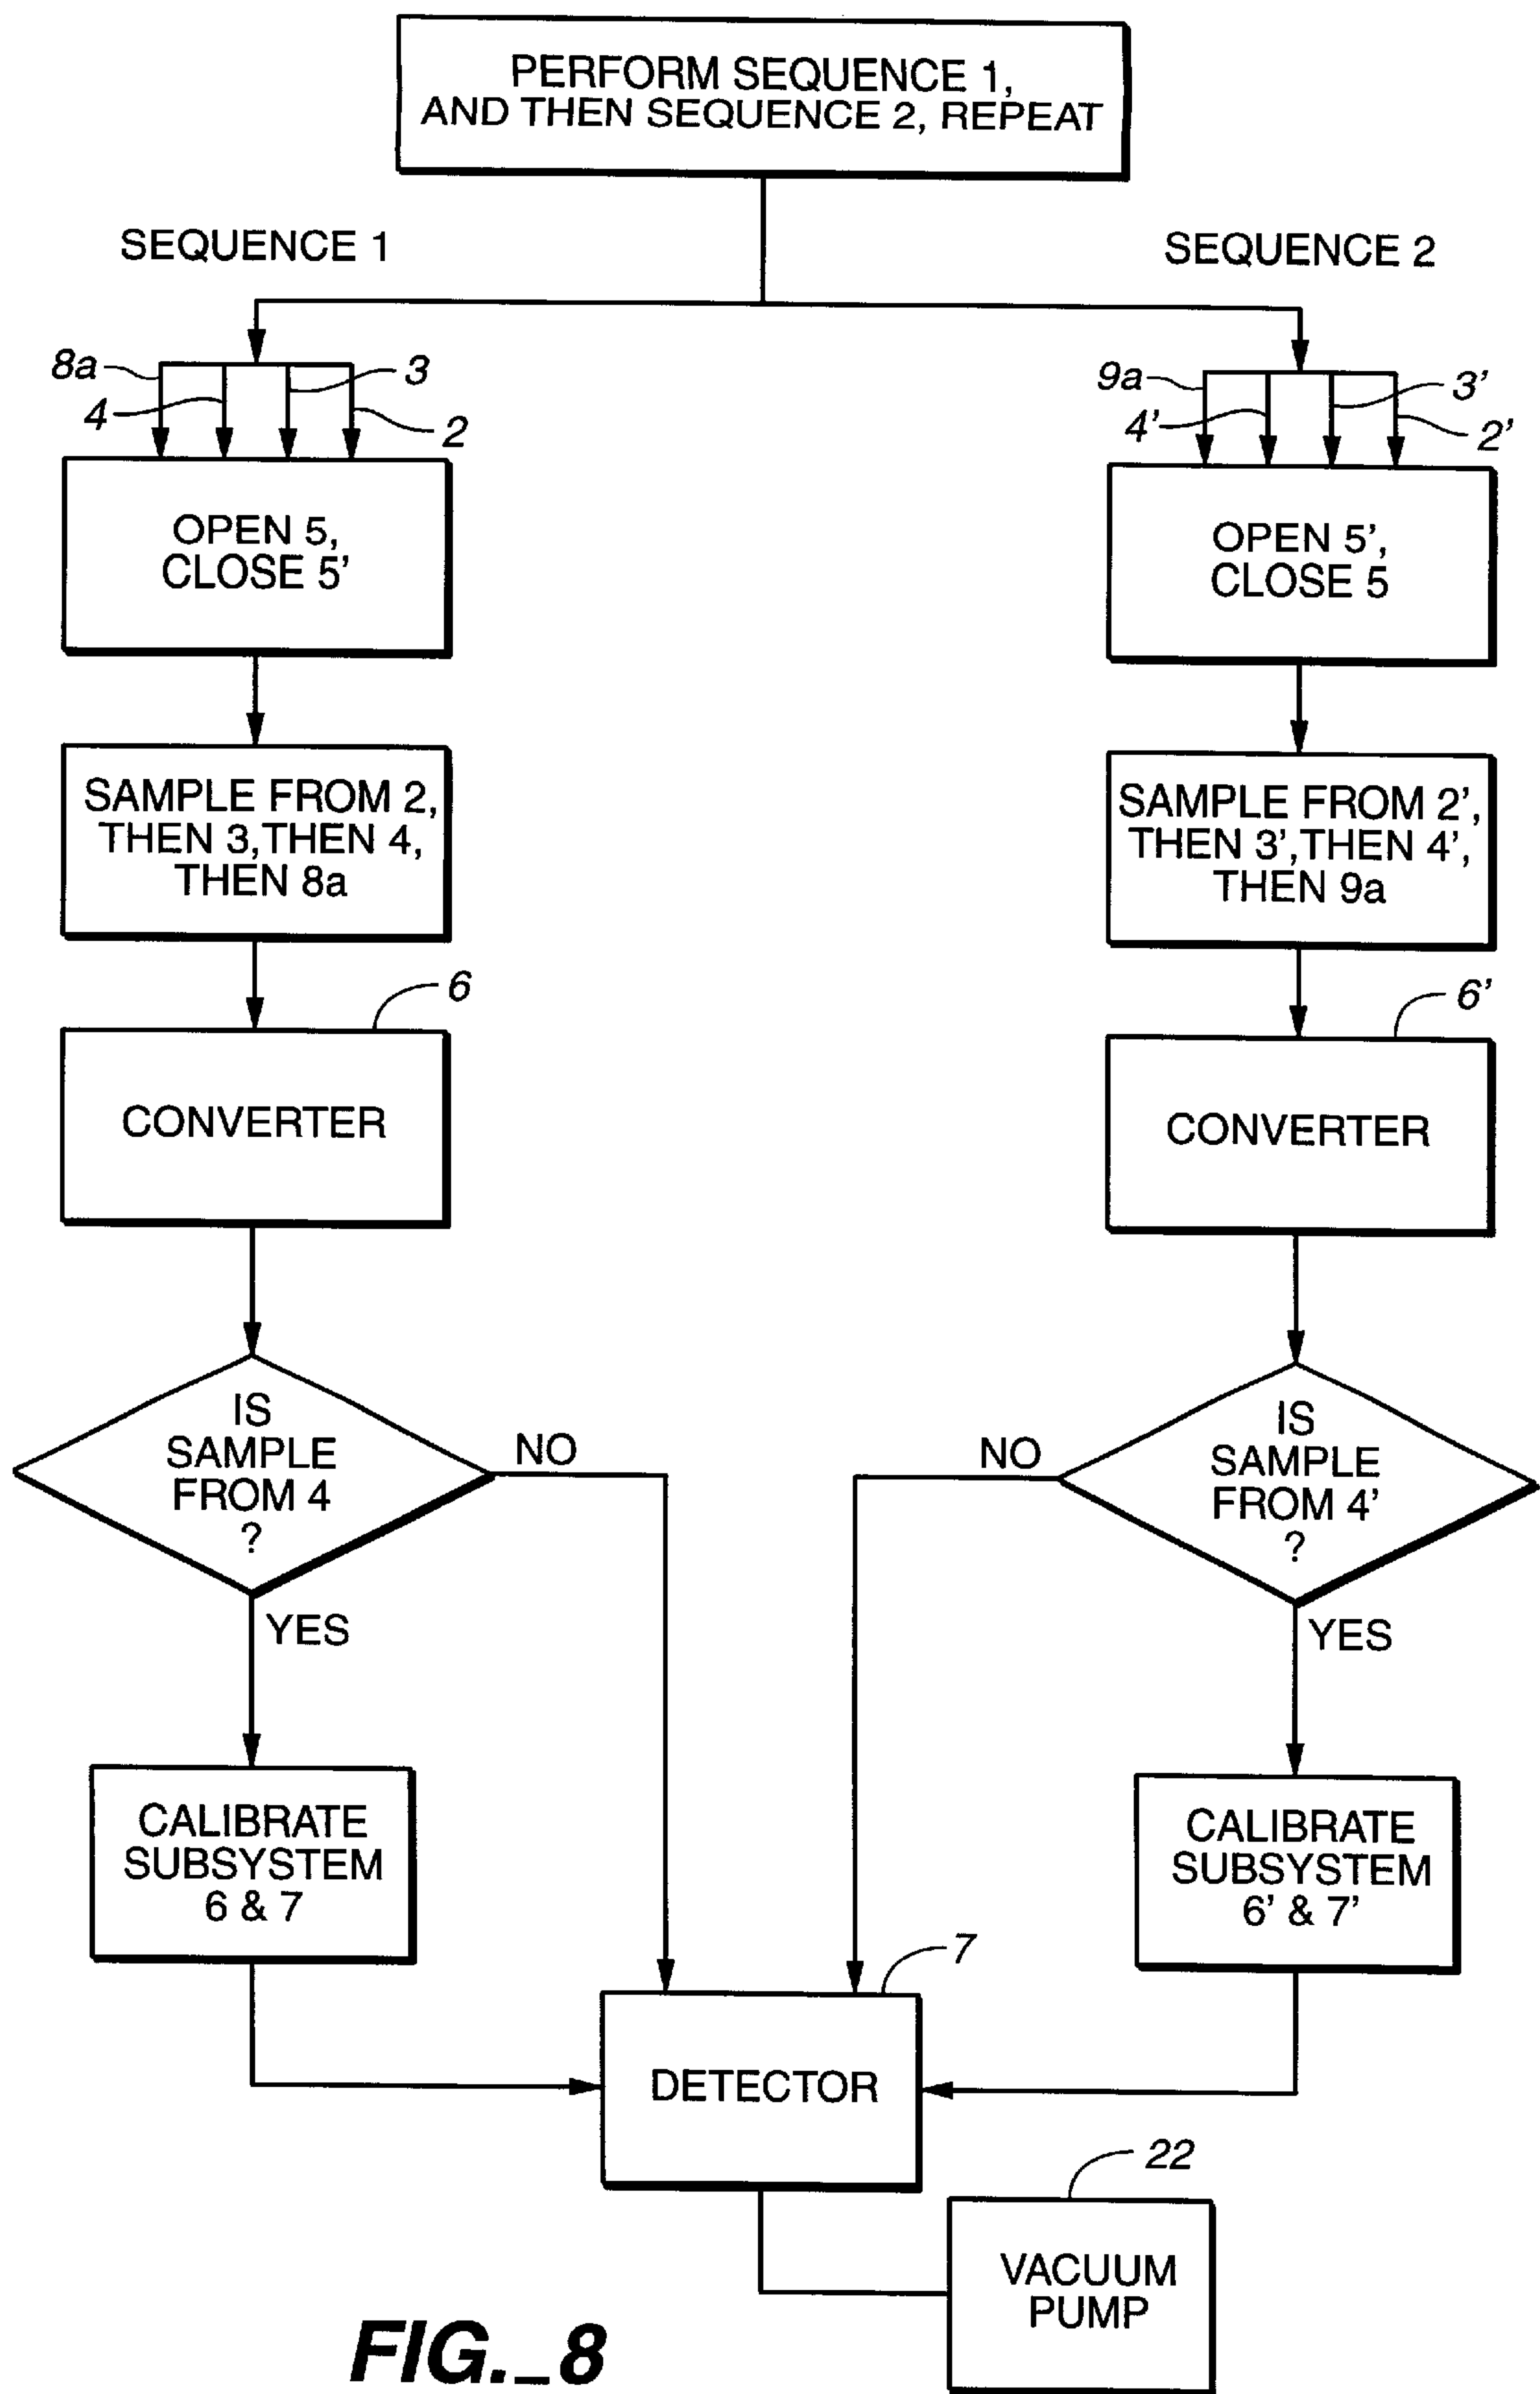 PERFORM SEQUENCE 1,
AND THEN SEQUENCE 2, REPEAT
SEQUENCE 1
SEQUENCE 2
8a
4
3
2
9a
4'
3'
2'
OPEN 5,
CLOSE 5'
OPEN 5',
CLOSE 5
SAMPLE FROM 2,
THEN 3, THEN 4,
THEN 8a
SAMPLE FROM 2',
THEN 3', THEN 4',
THEN 9a
6
CONVERTER
6'
CONVERTER
IS
SAMPLE
FROM 4
?
NO
YES
IS
SAMPLE
FROM 4'
?
NO
YES
CALIBRATE
SUBSYSTEM
6 & 7
CALIBRATE
SUBSYSTEM
6' & 7'
7
DETECTOR
22
VACUUM
PUMP
FIG._8